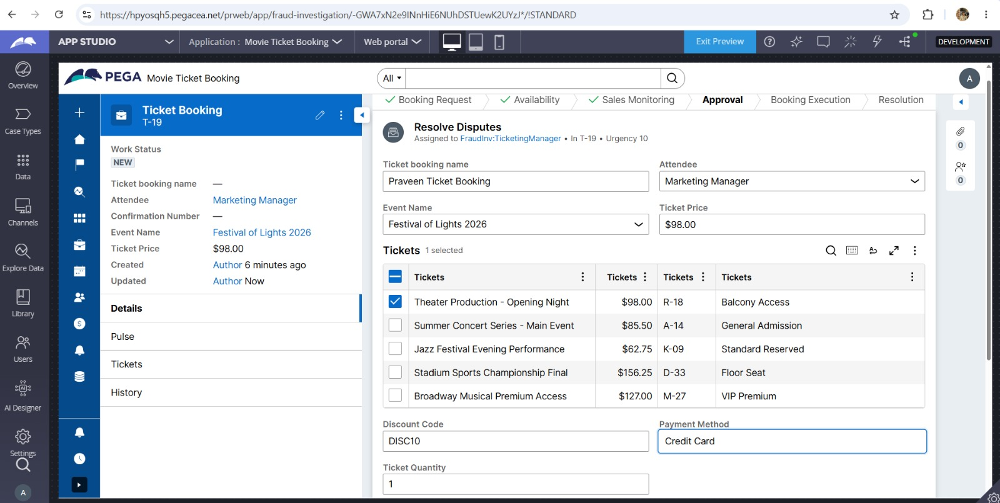 https://hpyosqh5.pegacea.net/prweb/app/fraud-investigation/-GWA7xN2e9INnHiE6NUhDSTUewK2UYzJ*/!STANDARD
APP STUDIO
Application : Movie Ticket Booking
Web portal
Exit Preview
DEVELOPMENT
Overview
Case Types
Data
Channels
Explore Data
Library
Users
AI
AI Designer
Settings
A
PEGA Movie Ticket Booking
All
A
Ticket Booking
T-19
Work Status
NEW
Ticket booking name —
Attendee Marketing Manager
Confirmation Number —
Event Name Festival of Lights 2026
Ticket Price $98.00
Created Author 6 minutes ago
Updated Author Now
Details
Pulse
Tickets
History
Booking Request Availability Sales Monitoring Approval Booking Execution Resolution
Resolve Disputes
Assigned to FraudInv:TicketingManager • In T-19 • Urgency 10
Ticket booking name Attendee
Praveen Ticket Booking Marketing Manager
Event Name Ticket Price
Festival of Lights 2026 $98.00
Tickets 1 selected
Tickets Tickets Tickets Tickets
Theater Production - Opening Night $98.00 R-18 Balcony Access
Summer Concert Series - Main Event $85.50 A-14 General Admission
Jazz Festival Evening Performance $62.75 K-09 Standard Reserved
Stadium Sports Championship Final $156.25 D-33 Floor Seat
Broadway Musical Premium Access $127.00 M-27 VIP Premium
Discount Code Payment Method
DISC10 Credit Card
Ticket Quantity
1
0
0